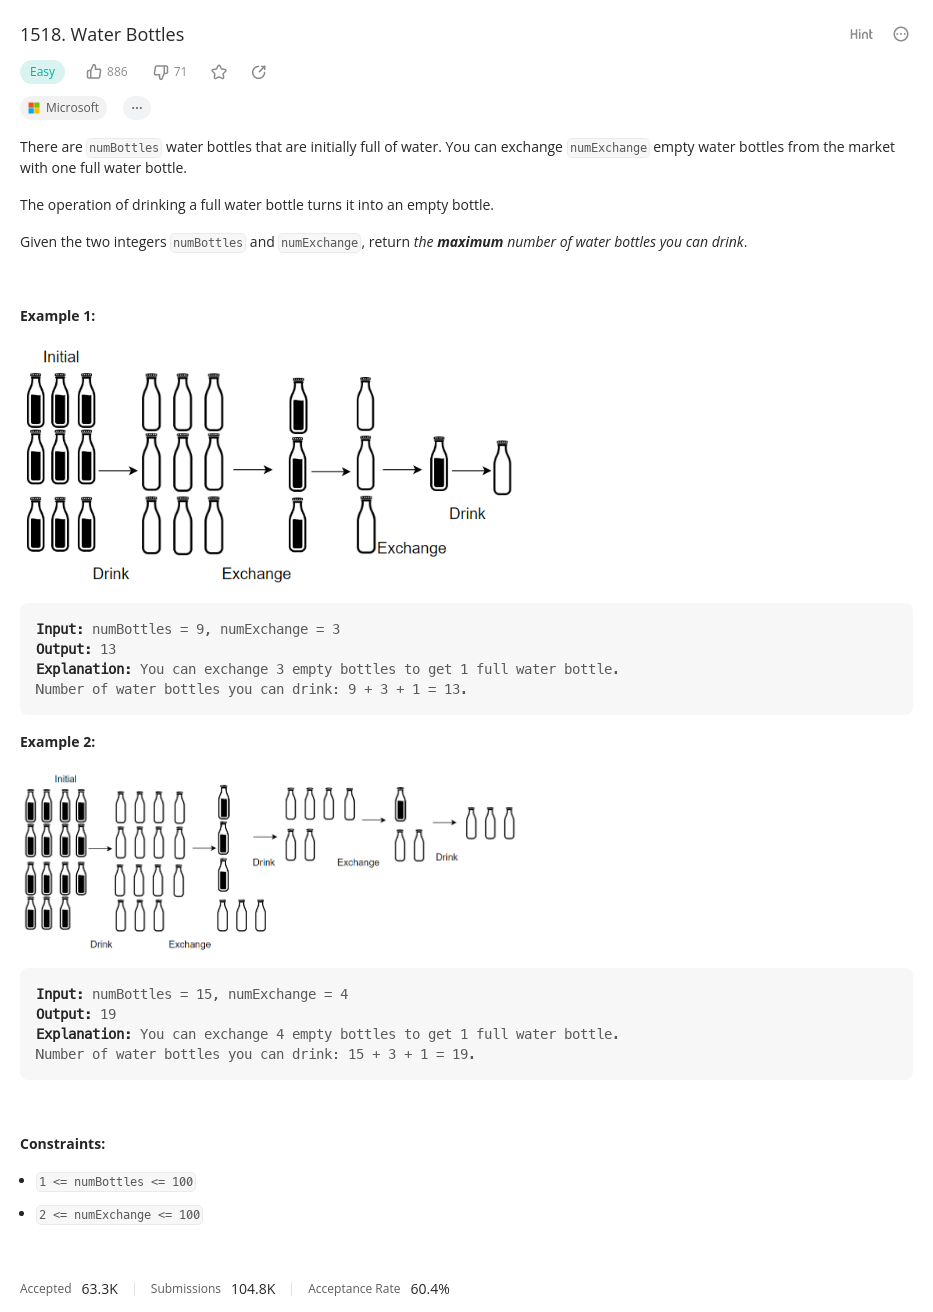 1518. Water Bottles
Hint
Easy 886 71
Microsoft ...
There are numBottles water bottles that are initially full of water. You can exchange numExchange empty water bottles from the market
with one full water bottle.
The operation of drinking a full water bottle turns it into an empty bottle.
Given the two integers numBottles and numExchange, return the maximum number of water bottles you can drink.
Example 1:
Initial
Drink
Exchange
Drink
Exchange
Input: numBottles = 9, numExchange = 3
Output: 13
Explanation: You can exchange 3 empty bottles to get 1 full water bottle.
Number of water bottles you can drink: 9 + 3 + 1 = 13.
Example 2:
Initial
Drink
Exchange
Drink
Exchange
Drink
Input: numBottles = 15, numExchange = 4
Output: 19
Explanation: You can exchange 4 empty bottles to get 1 full water bottle.
Number of water bottles you can drink: 15 + 3 + 1 = 19.
Constraints:
• 1 <= numBottles <= 100
• 2 <= numExchange <= 100
Accepted 63.3K Submissions 104.8K Acceptance Rate 60.4%